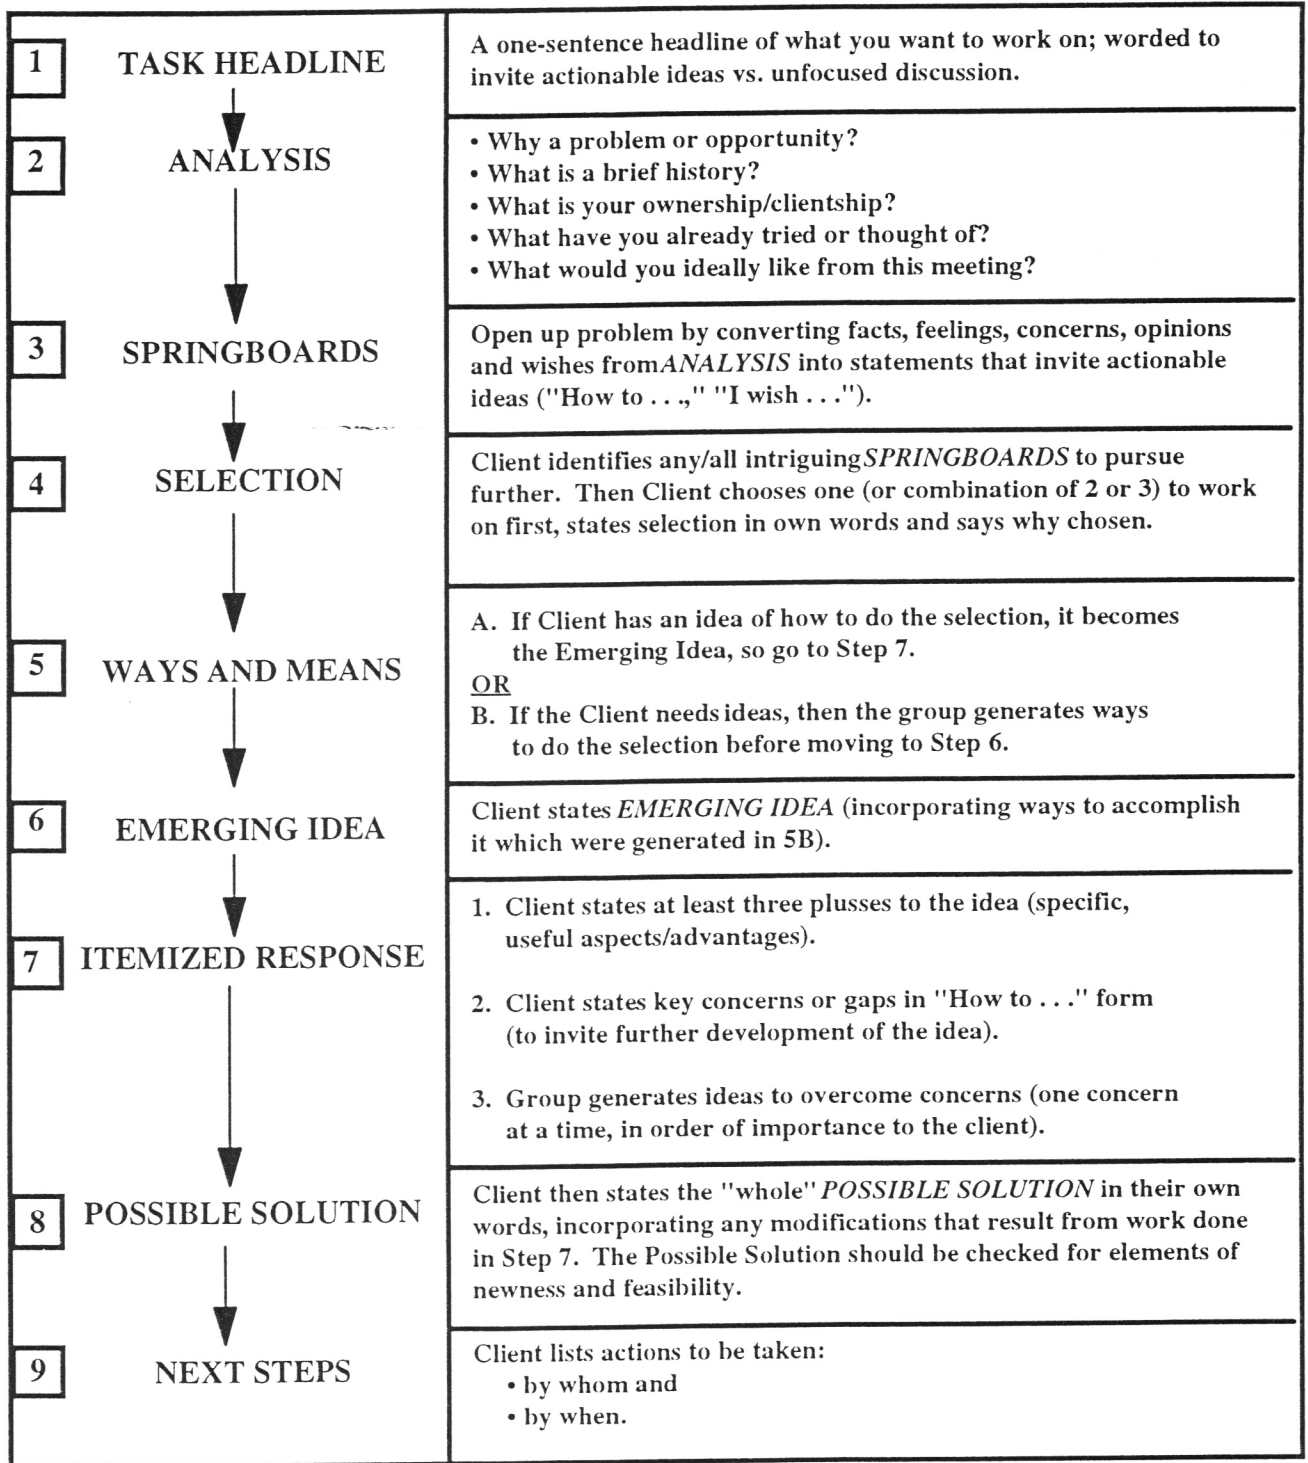 1
TASK HEADLINE
A one-sentence headline of what you want to work on; worded to
invite actionable ideas vs. unfocused discussion.
2
ANALYSIS
• Why a problem or opportunity?
• What is a brief history?
• What is your ownership/clientship?
• What have you already tried or thought of?
• What would you ideally like from this meeting?
3
SPRINGBOARDS
Open up problem by converting facts, feelings, concerns, opinions
and wishes from ANALYSIS into statements that invite actionable
ideas ("How to . . .," "I wish . . .").
4
SELECTION
Client identifies any/all intriguing SPRINGBOARDS to pursue
further. Then Client chooses one (or combination of 2 or 3) to work
on first, states selection in own words and says why chosen.
5
WAYS AND MEANS
A. If Client has an idea of how to do the selection, it becomes
the Emerging Idea, so go to Step 7.
OR
B. If the Client needs ideas, then the group generates ways
to do the selection before moving to Step 6.
6
EMERGING IDEA
Client states EMERGING IDEA (incorporating ways to accomplish
it which were generated in 5B).
7
ITEMIZED RESPONSE
1. Client states at least three plusses to the idea (specific,
useful aspects/advantages).
2. Client states key concerns or gaps in "How to . . ." form
(to invite further development of the idea).
3. Group generates ideas to overcome concerns (one concern
at a time, in order of importance to the client).
8
POSSIBLE SOLUTION
Client then states the "whole" POSSIBLE SOLUTION in their own
words, incorporating any modifications that result from work done
in Step 7. The Possible Solution should be checked for elements of
newness and feasibility.
9
NEXT STEPS
Client lists actions to be taken:
• by whom and
• by when.